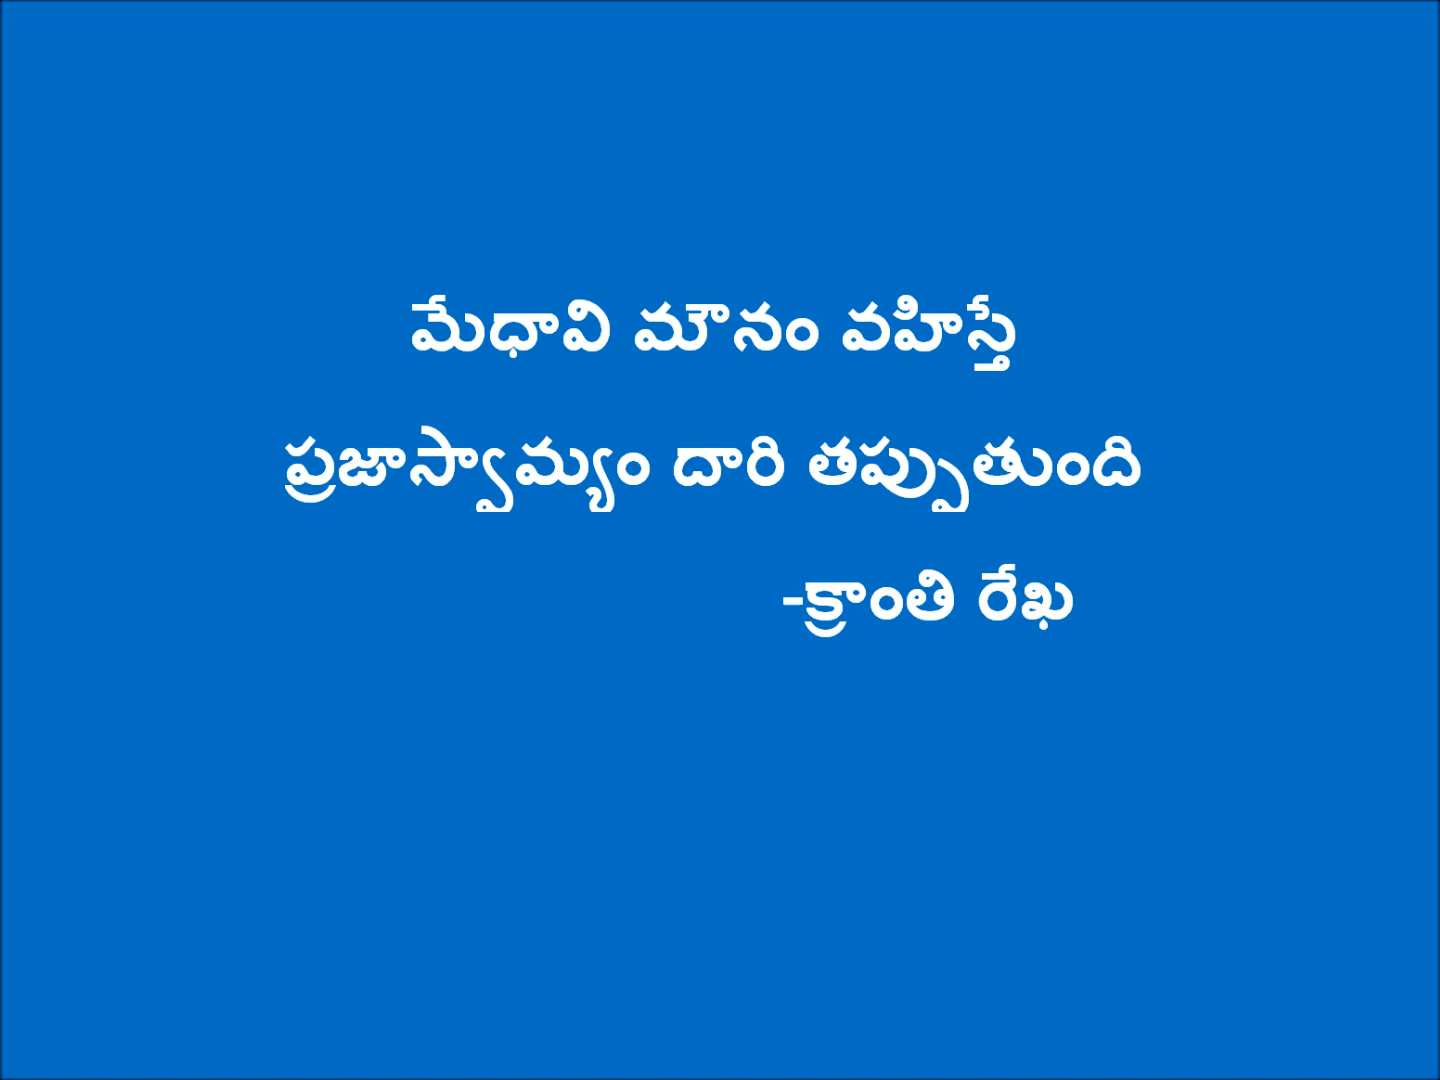 మేధావి మౌనం వహిస్తే
ప్రజాస్వామ్యం దారి తప్పుతుంది
-క్రాంతి రేఖ